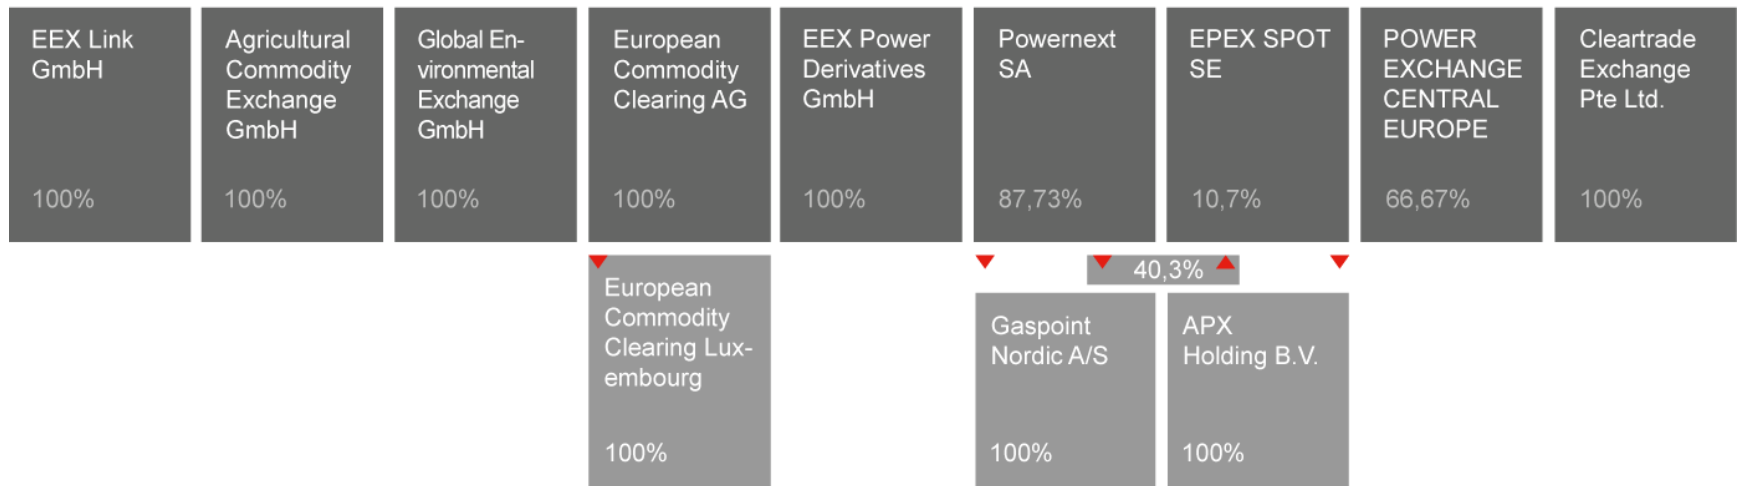 EEX Link
GmbH
100%
Agricultural
Commodity
Exchange
GmbH
100%
Global En-
vironmental
Exchange
GmbH
100%
European
Commodity
Clearing AG
100%
EEX Power
Derivatives
GmbH
100%
Powernext
SA
87,73%
EPEX SPOT
SE
10,7%
POWER
EXCHANGE
CENTRAL
EUROPE
66,67%
Cleartrade
Exchange
Pte Ltd.
100%
European
Commodity
Clearing Lux-
embourg
100%
40,3%
Gaspoint
Nordic A/S
100%
APX
Holding B.V.
100%